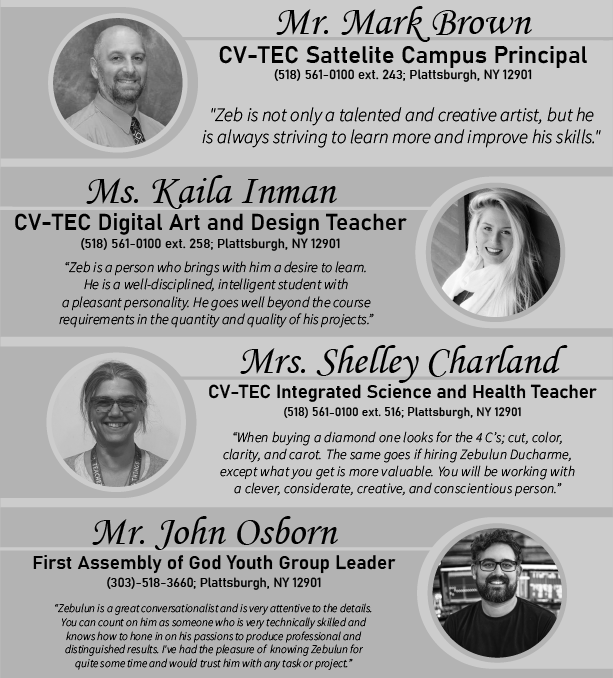 Mr. Mark Brown
CV-TEC Sattelite Campus Principal
(518) 561-0100 ext. 243; Plattsburgh, NY 12901
"Zeb is not only a talented and creative artist, but he
is always striving to learn more and improve his skills."
Ms. Kaila Inman
CV-TEC Digital Art and Design Teacher
(518) 561-0100 ext. 258; Plattsburgh, NY 12901
“Zeb is a person who brings with him a desire to learn.
He is a well-disciplined, intelligent student with
a pleasant personality. He goes well beyond the course
requirements in the quantity and quality of his projects.”
Mrs. Shelley Charland
CV-TEC Integrated Science and Health Teacher
(518) 561-0100 ext. 516; Plattsburgh, NY 12901
“When buying a diamond one looks for the 4 C’s; cut, color,
clarity, and carot. The same goes if hiring Zebulun Ducharme,
except what you get is more valuable. You will be working with
a clever, considerate, creative, and conscientious person.”
Mr. John Osborn
First Assembly of God Youth Group Leader
(303)-518-3660; Plattsburgh, NY 12901
“Zebulun is a great conversationalist and is very attentive to the details.
You can count on him as someone who is very technically skilled and
knows how to hone in on his passions to produce professional and
distinguished results. I’ve had the pleasure of knowing Zebulun for
quite some time and would trust him with any task or project.”